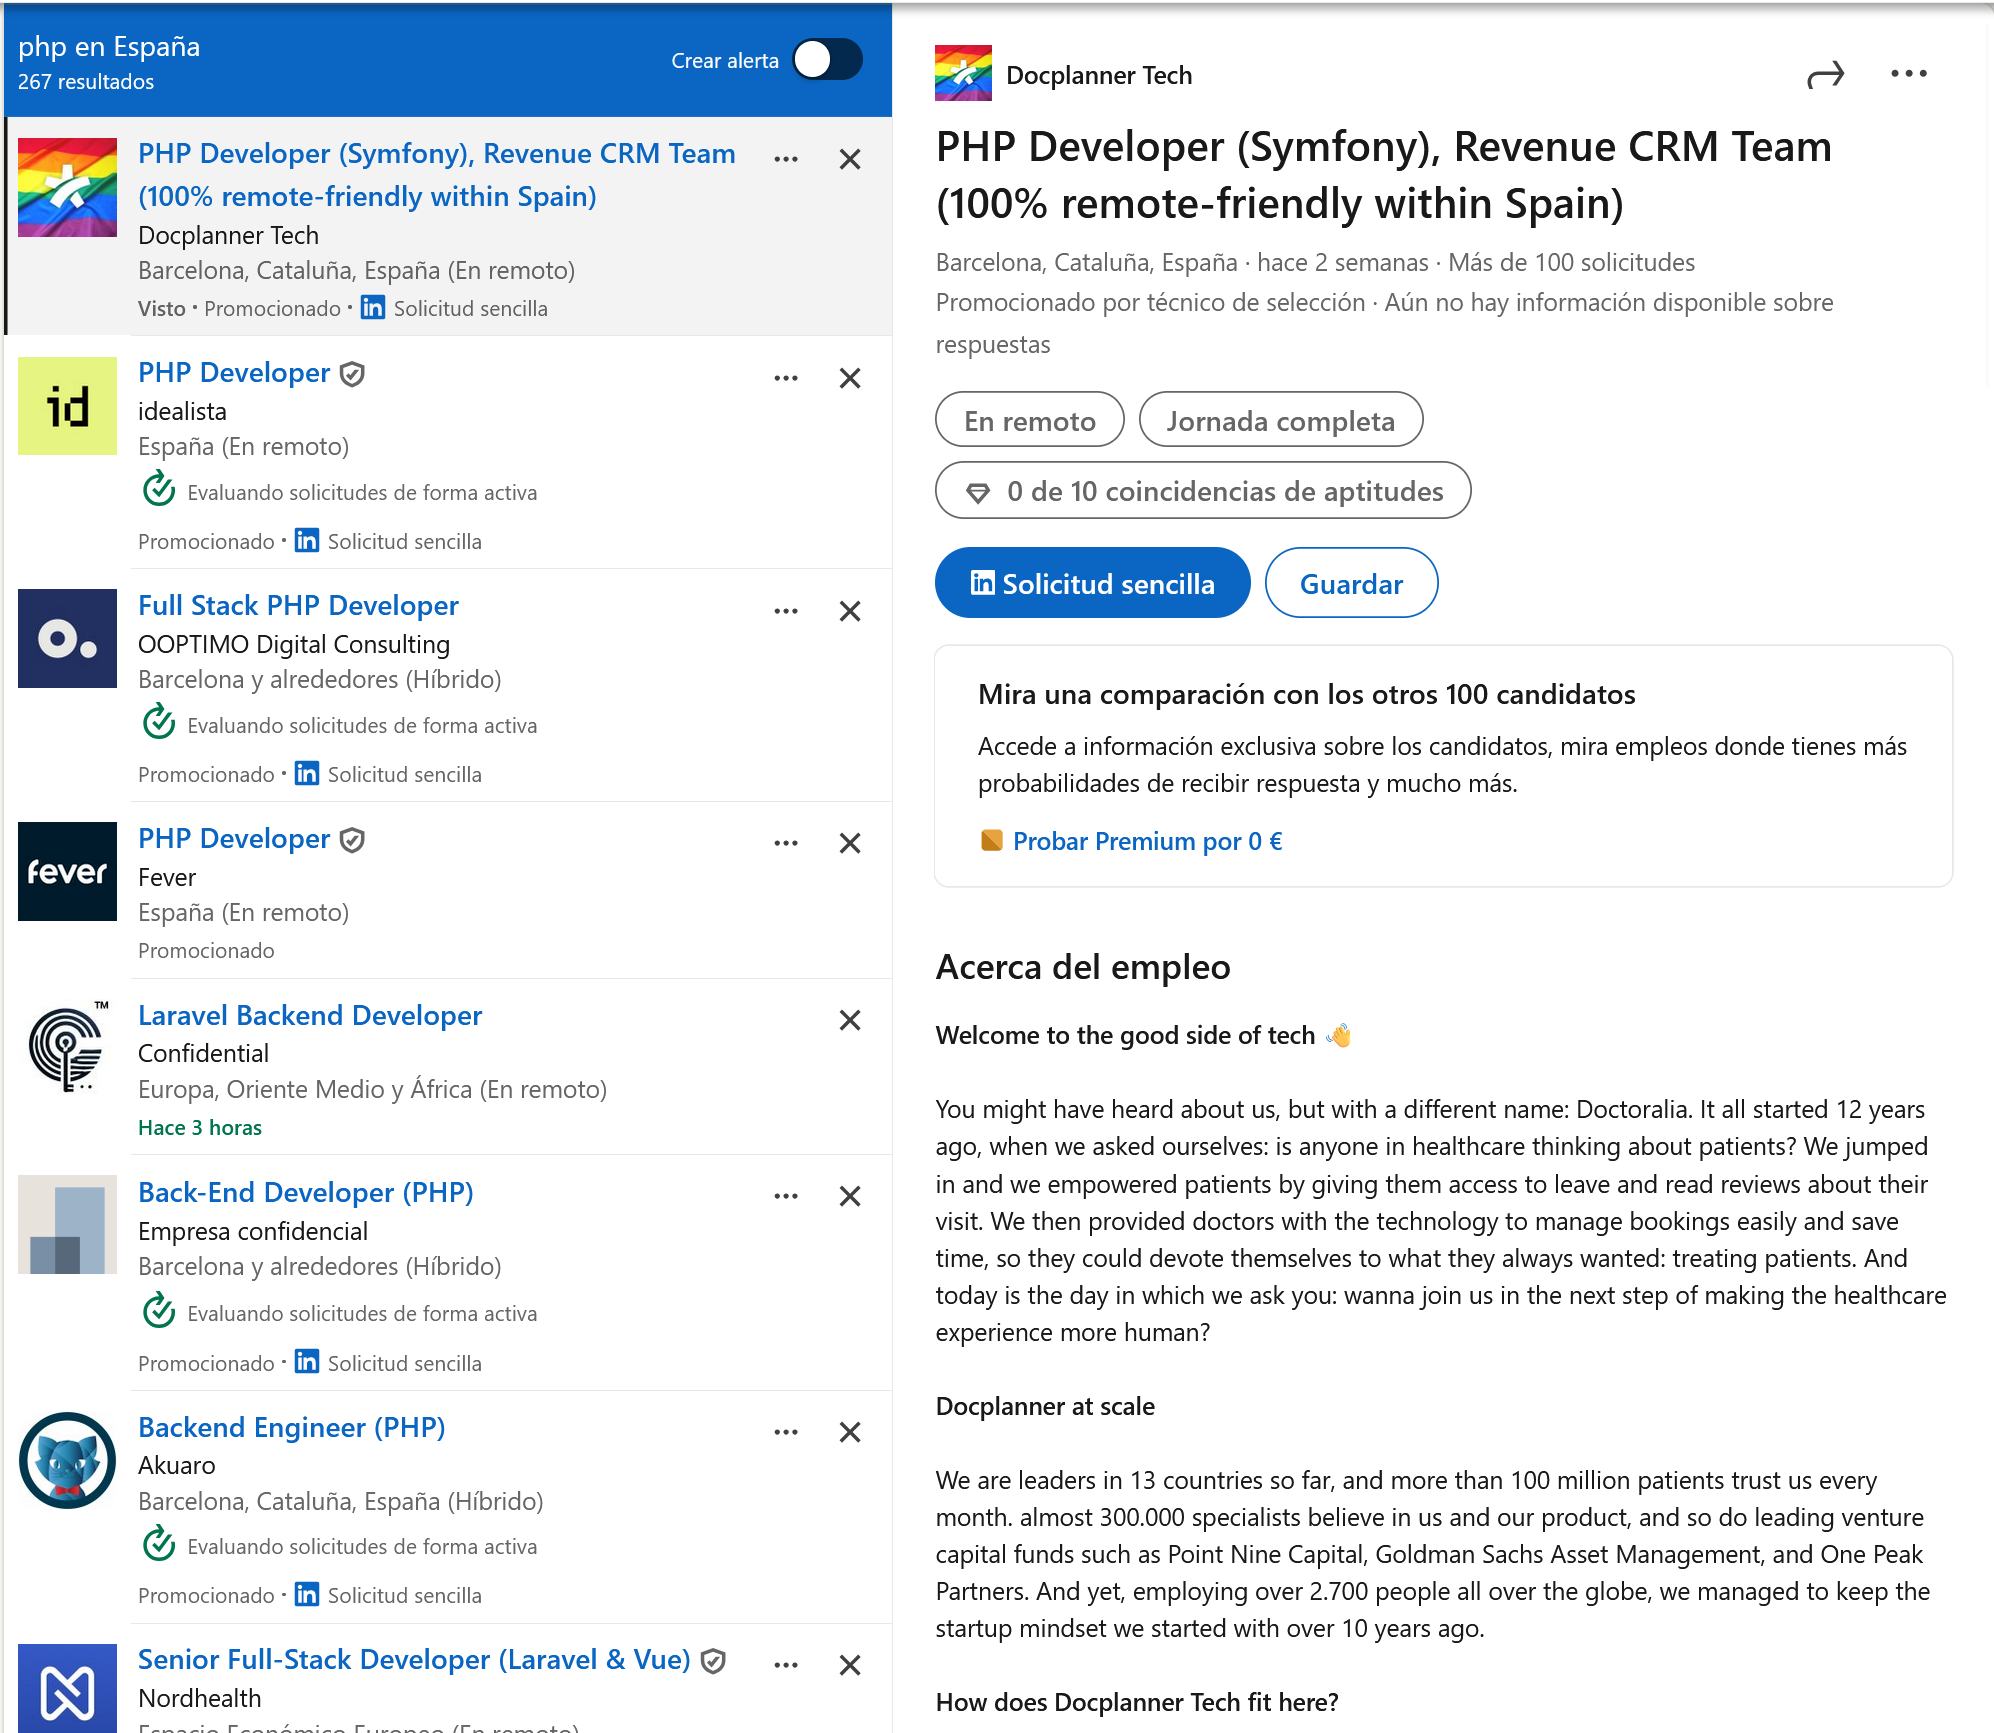 php en España
267 resultados
Crear alerta
PHP Developer (Symfony), Revenue CRM Team
(100% remote-friendly within Spain)
Docplanner Tech
Barcelona, Cataluña, España (En remoto)
Visto · Promocionado · in Solicitud sencilla
id
PHP Developer
idealista
España (En remoto)
Evaluando solicitudes de forma activa
Promocionado · in Solicitud sencilla
o.
Full Stack PHP Developer
OOPTIMO Digital Consulting
Barcelona y alrededores (Híbrido)
Evaluando solicitudes de forma activa
Promocionado · in Solicitud sencilla
fever
PHP Developer
Fever
España (En remoto)
Promocionado
TM
Laravel Backend Developer
Confidential
Europa, Oriente Medio y África (En remoto)
Hace 3 horas
Back-End Developer (PHP)
Empresa confidencial
Barcelona y alrededores (Híbrido)
Evaluando solicitudes de forma activa
Promocionado · in Solicitud sencilla
Backend Engineer (PHP)
Akuaro
Barcelona, Cataluña, España (Híbrido)
Evaluando solicitudes de forma activa
Promocionado · in Solicitud sencilla
Senior Full-Stack Developer (Laravel & Vue)
Nordhealth
Espacio Económico Europeo (En remoto)
Docplanner Tech
PHP Developer (Symfony), Revenue CRM Team
(100% remote-friendly within Spain)
Barcelona, Cataluña, España · hace 2 semanas · Más de 100 solicitudes
Promocionado por técnico de selección · Aún no hay información disponible sobre
respuestas
En remoto
Jornada completa
0 de 10 coincidencias de aptitudes
in Solicitud sencilla
Guardar
Mira una comparación con los otros 100 candidatos
Accede a información exclusiva sobre los candidatos, mira empleos donde tienes más
probabilidades de recibir respuesta y mucho más.
Probar Premium por 0 €
Acerca del empleo
Welcome to the good side of tech 👋
You might have heard about us, but with a different name: Doctoralia. It all started 12 years
ago, when we asked ourselves: is anyone in healthcare thinking about patients? We jumped
in and we empowered patients by giving them access to leave and read reviews about their
visit. We then provided doctors with the technology to manage bookings easily and save
time, so they could devote themselves to what they always wanted: treating patients. And
today is the day in which we ask you: wanna join us in the next step of making the healthcare
experience more human?
Docplanner at scale
We are leaders in 13 countries so far, and more than 100 million patients trust us every
month. almost 300.000 specialists believe in us and our product, and so do leading venture
capital funds such as Point Nine Capital, Goldman Sachs Asset Management, and One Peak
Partners. And yet, employing over 2.700 people all over the globe, we managed to keep the
startup mindset we started with over 10 years ago.
How does Docplanner Tech fit here?